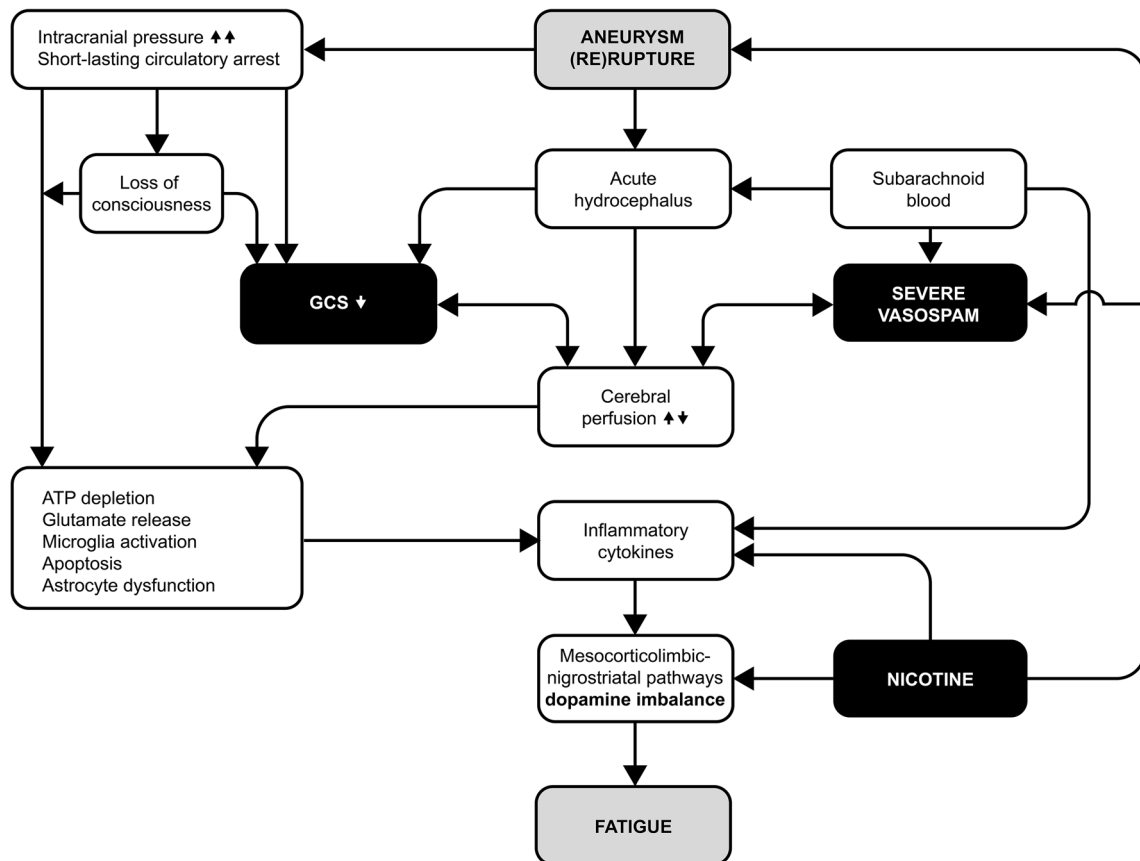 Intracranial pressure ↑↑
Short-lasting circulatory arrest
ANEURYSM
(RE)RUPTURE
Loss of
consciousness
Acute
hydrocephalus
Subarachnoid
blood
GCS ↓
SEVERE
VASOSPAM
Cerebral
perfusion ↑↓
ATP depletion
Glutamate release
Microglia activation
Apoptosis
Astrocyte dysfunction
Inflammatory
cytokines
Mesocorticolimbic-
nigrostriatal pathways
dopamine imbalance
NICOTINE
FATIGUE